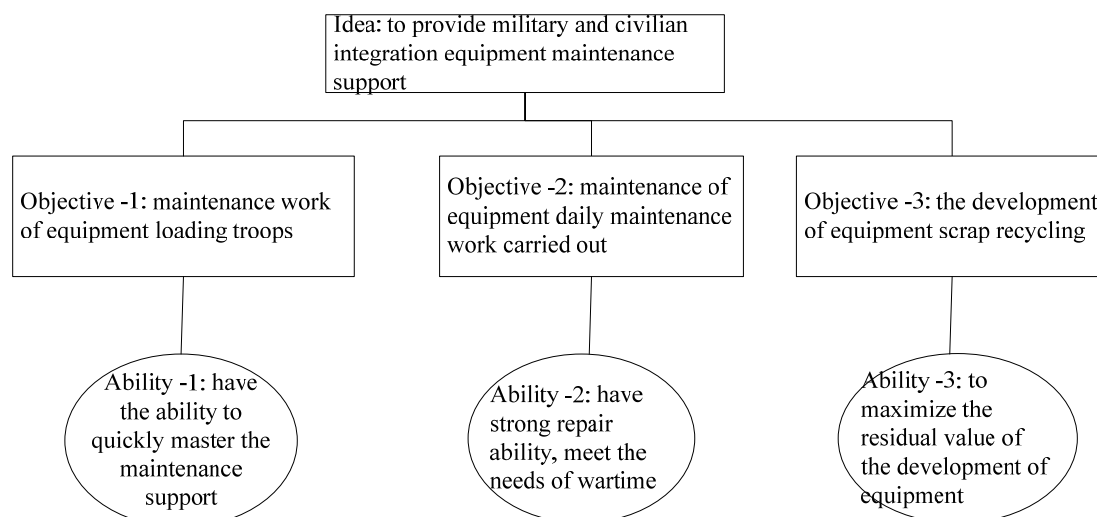 Idea: to provide military and civilian
integration equipment maintenance
support
Objective -1: maintenance work
of equipment loading troops
Objective -2: maintenance of
equipment daily maintenance
work carried out
Objective -3: the development
of equipment scrap recycling
Ability -1: have
the ability to
quickly master the
maintenance
support
Ability -2: have
strong repair
ability, meet the
needs of wartime
Ability -3: to
maximize the
residual value of
the development of
equipment